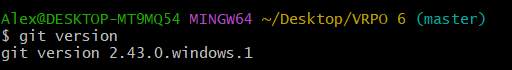 Alex@DESKTOP-MT9MQ54 MINGW64 ~/Desktop/VRPO 6 (master)
$ git version
git version 2.43.0.windows.1